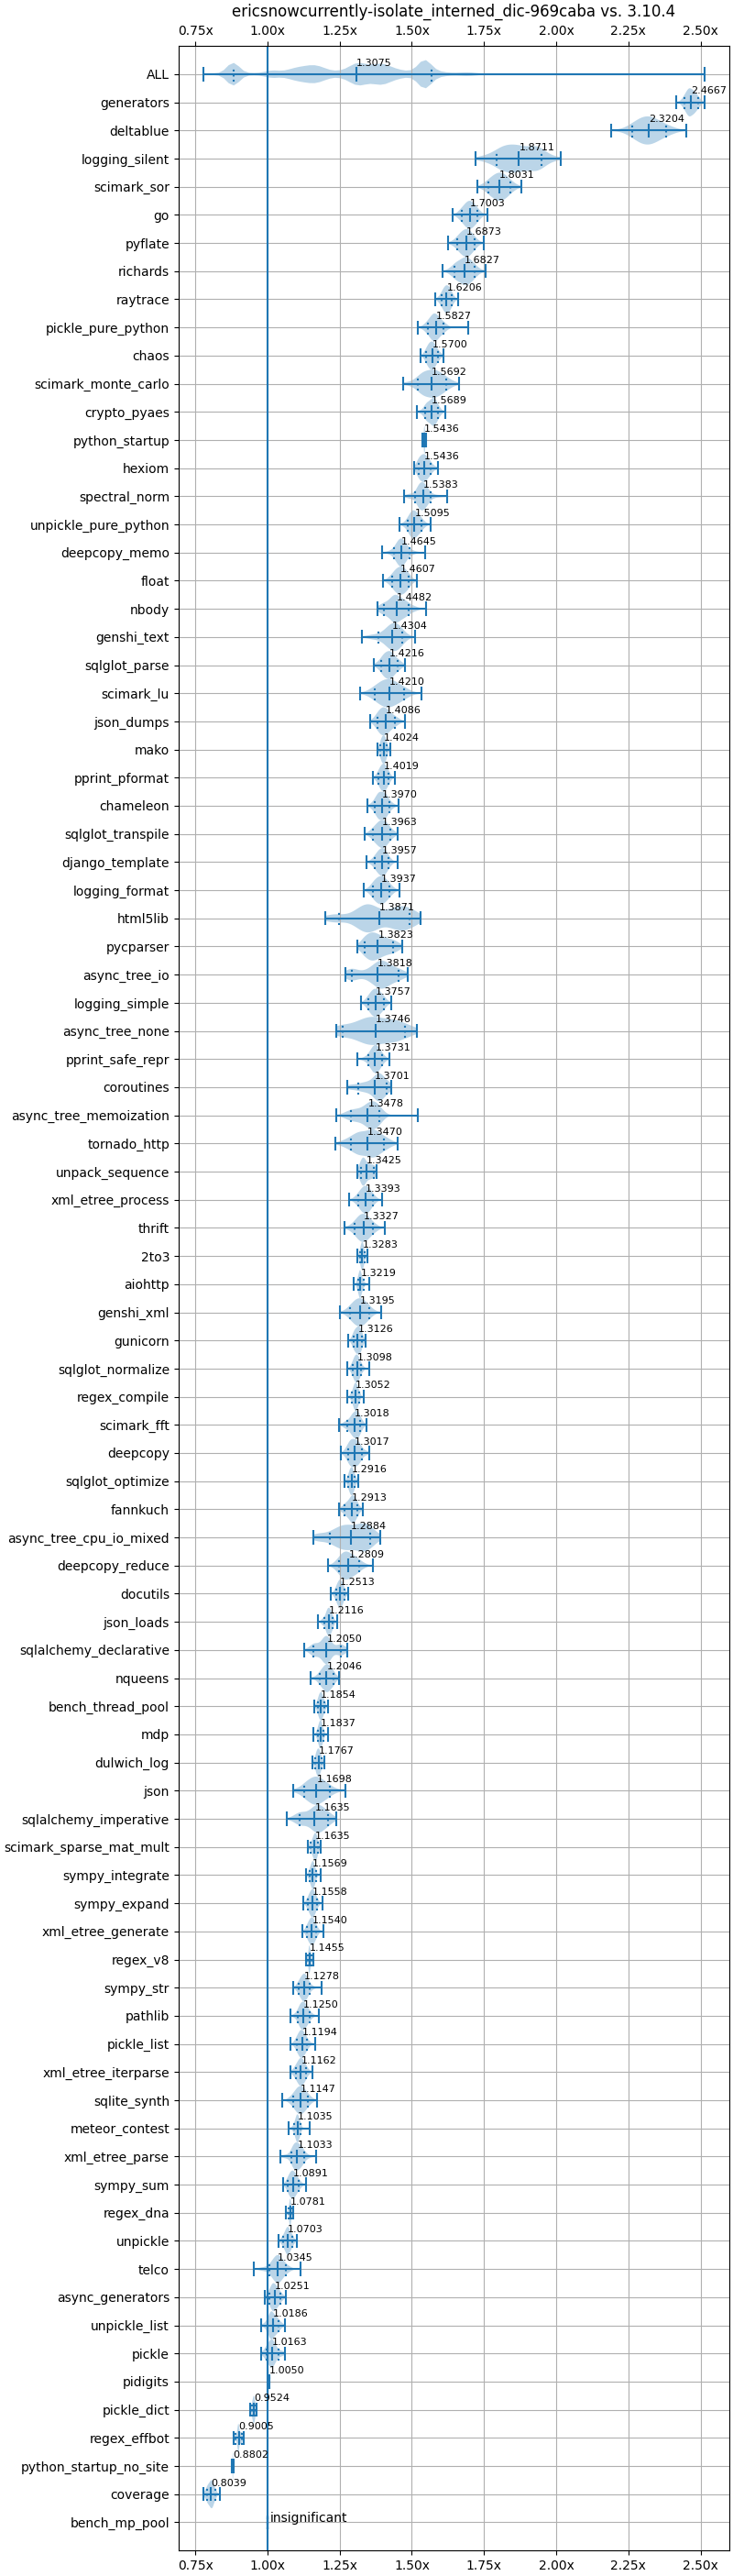 ericsnowcurrently-isolate_interned_dic-969caba vs. 3.10.4
0.75x 1.00x 1.25x 1.50x 1.75x 2.00x 2.25x 2.50x
ALL 1.3075
generators 2.4667
deltablue 2.3204
logging_silent 1.8711
scimark_sor 1.8031
go 1.7003
pyflate 1.6873
richards 1.6827
raytrace 1.6206
pickle_pure_python 1.5827
chaos 1.5700
scimark_monte_carlo 1.5692
crypto_pyaes 1.5689
python_startup 1.5436
hexiom 1.5436
spectral_norm 1.5383
unpickle_pure_python 1.5095
deepcopy_memo 1.4645
float 1.4607
nbody 1.4482
genshi_text 1.4304
sqlglot_parse 1.4216
scimark_lu 1.4210
json_dumps 1.4086
mako 1.4024
pprint_pformat 1.4019
chameleon 1.3970
sqlglot_transpile 1.3963
django_template 1.3957
logging_format 1.3937
html5lib 1.3871
pycparser 1.3823
async_tree_io 1.3818
logging_simple 1.3757
async_tree_none 1.3746
pprint_safe_repr 1.3731
coroutines 1.3701
async_tree_memoization 1.3478
tornado_http 1.3470
unpack_sequence 1.3425
xml_etree_process 1.3393
thrift 1.3327
2to3 1.3283
aiohttp 1.3219
genshi_xml 1.3195
gunicorn 1.3126
sqlglot_normalize 1.3098
regex_compile 1.3052
scimark_fft 1.3018
deepcopy 1.3017
sqlglot_optimize 1.2916
fannkuch 1.2913
async_tree_cpu_io_mixed 1.2884
deepcopy_reduce 1.2809
docutils 1.2513
json_loads 1.2116
sqlalchemy_declarative 1.2050
nqueens 1.2046
bench_thread_pool 1.1854
mdp 1.1837
dulwich_log 1.1767
json 1.1698
sqlalchemy_imperative 1.1635
scimark_sparse_mat_mult 1.1635
sympy_integrate 1.1569
sympy_expand 1.1558
xml_etree_generate 1.1540
regex_v8 1.1455
sympy_str 1.1278
pathlib 1.1250
pickle_list 1.1194
xml_etree_iterparse 1.1162
sqlite_synth 1.1147
meteor_contest 1.1035
xml_etree_parse 1.1033
sympy_sum 1.0891
regex_dna 1.0781
unpickle 1.0703
telco 1.0345
async_generators 1.0251
unpickle_list 1.0186
pickle 1.0163
pidigits 1.0050
pickle_dict 0.9524
regex_effbot 0.9005
python_startup_no_site 0.8802
coverage 0.8039
bench_mp_pool insignificant
0.75x 1.00x 1.25x 1.50x 1.75x 2.00x 2.25x 2.50x